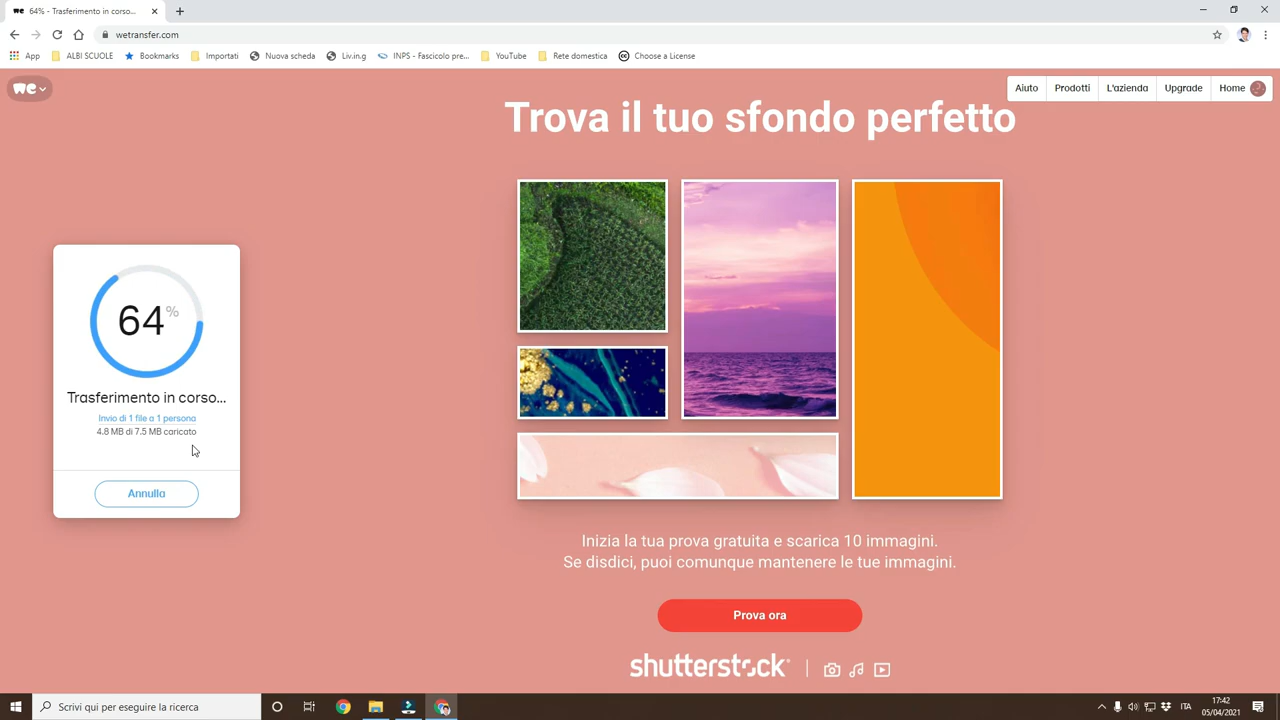 64% - Trasferimento in corso...
wetransfer.com
App
ALBI SCUOLE
Bookmarks
Importati
Nuova scheda
Liv.in.g
INPS - Fascicolo pre...
YouTube
Rete domestica
Choose a License
we
Aiuto
Prodotti
L'azienda
Upgrade
Home
Trova il tuo sfondo perfetto
64%
Trasferimento in corso...
Invio di 1 file a 1 persona
4.8 MB di 7.5 MB caricato
Annulla
Inizia la tua prova gratuita e scarica 10 immagini.
Se disdici, puoi comunque mantenere le tue immagini.
Prova ora
shutterstock
Scrivi qui per eseguire la ricerca
ITA
17:42
05/04/2021